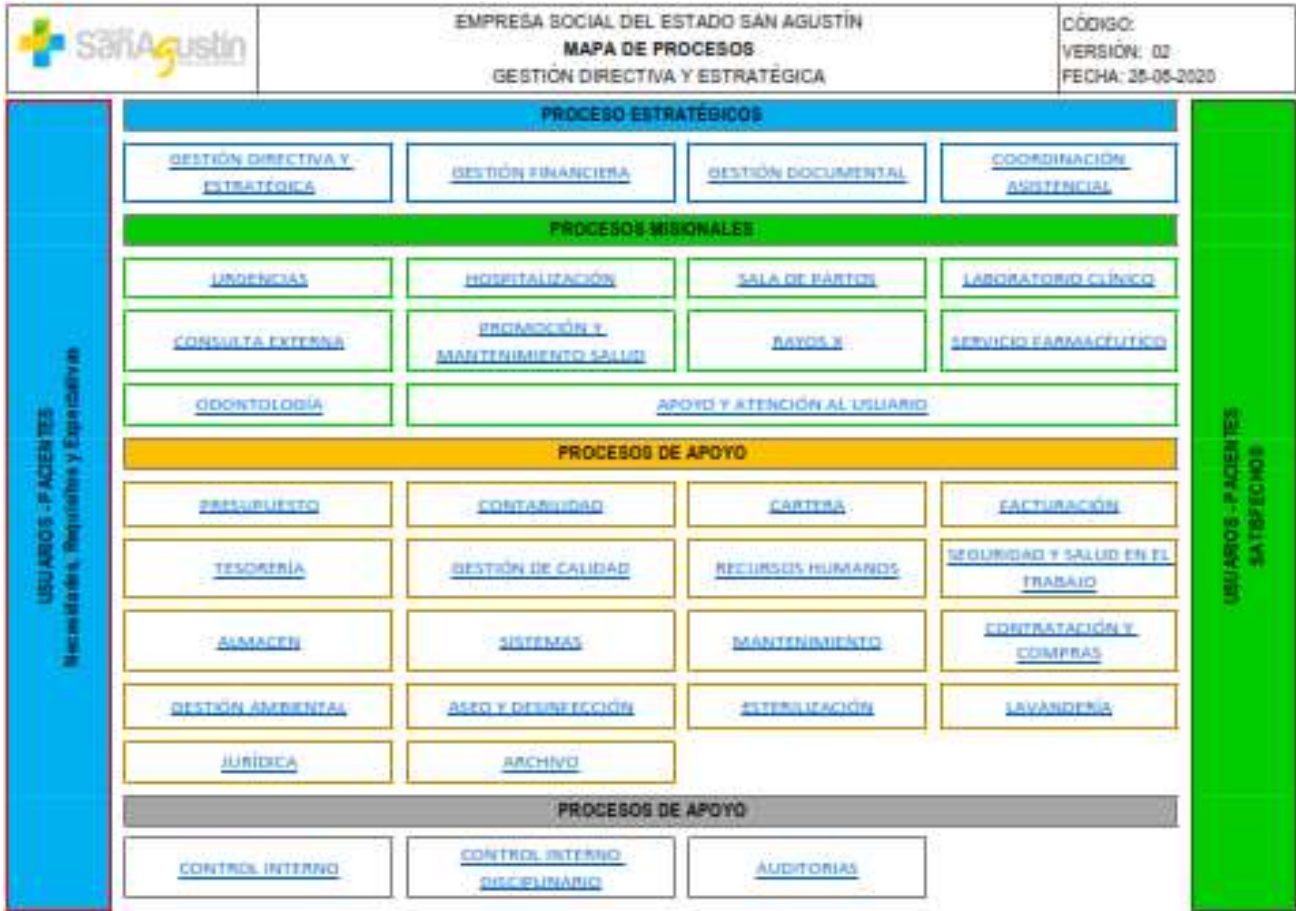 SanAgustín
EMPRESA SOCIAL DEL ESTADO SAN AGUSTÍN
MAPA DE PROCESOS
GESTIÓN DIRECTIVA Y ESTRATÉGICA
CÓDIGO:
VERSIÓN: 02
FECHA: 28-08-2020
USUARIOS - PACIENTES
Necesidades, Requisitos y Expectativas
PROCESO ESTRATÉGICOS
GESTIÓN DIRECTIVA Y
ESTRATÉGICA
GESTIÓN FINANCIERA
GESTIÓN DOCUMENTAL
COORDINACIÓN
ASISTENCIAL
PROCESOS MISIONALES
URGENCIAS
HOSPITALIZACIÓN
SALA DE PARTOS
LABORATORIO CLÍNICO
CONSULTA EXTERNA
PROMOCIÓN Y
MANTENIMIENTO SALUD
RAYOS X
SERVICIO FARMACÉUTICO
ODONTOLOGÍA
APOYO Y ATENCIÓN AL USUARIO
PROCESOS DE APOYO
PRESUPUESTO
CONTABILIDAD
CARTERA
FACTURACIÓN
TESORERÍA
GESTIÓN DE CALIDAD
RECURSOS HUMANOS
SEGURIDAD Y SALUD EN EL
TRABAJO
ALMACEN
SISTEMAS
MANTENIMIENTO
CONTRATACIÓN Y
COMPRAS
GESTIÓN AMBIENTAL
ASEO Y DESINFECCIÓN
ESTERILIZACIÓN
LAVANDERÍA
JURÍDICA
ARCHIVO
PROCESOS DE APOYO
CONTROL INTERNO
CONTROL INTERNO
DISCIPLINARIO
AUDITORIAS
USUARIOS - PACIENTES
SATISFECHOS